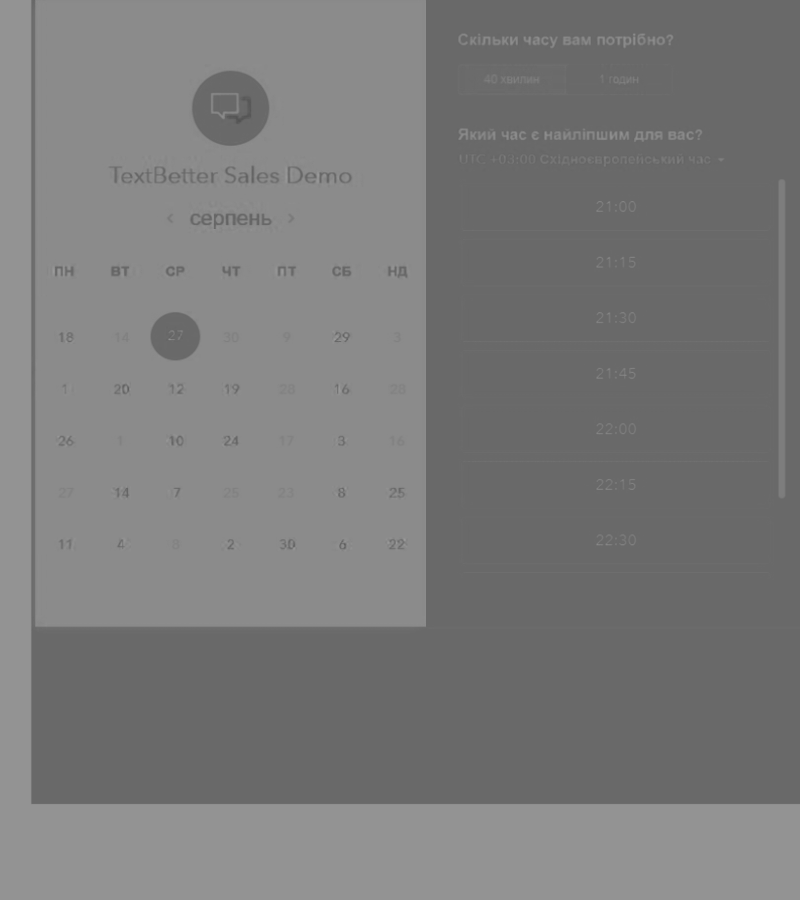 TextBetter Sales Demo
‹ серпень ›
ПН ВТ СР ЧТ ПТ СБ НД
18 14 27 30 9 29 3
1 20 12 19 28 16 20
26 1 10 24 17 3 16
27 14 7 25 23 8 25
11 4 2 30 6 22
Скільки часу вам потрібно?
40 хвилин 1 годин
Який час є найліпшим для вас?
UTC +03:00 Східноєвропейський час
21:00
21:15
21:30
21:45
22:00
22:15
22:30